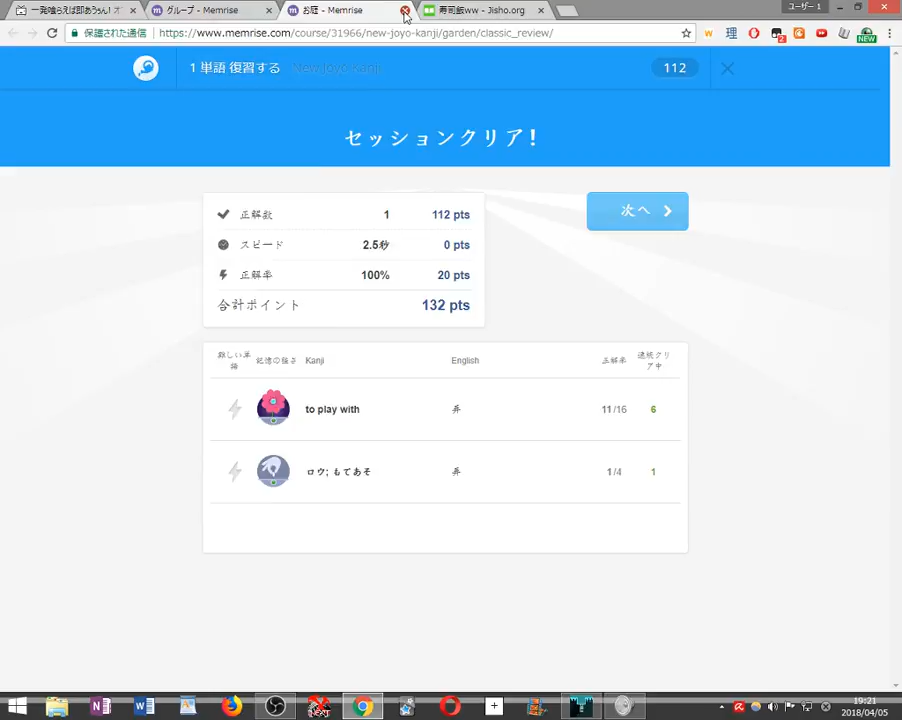 一発喰らえば即あうぅん! オ
グループ - Memrise
お庭 - Memrise
寿司飯ww - Jisho.org
ユーザー 1
保護された通信
https://www.memrise.com/course/31966/new-joyo-kanji/garden/classic_review/
1 単語 復習する New Joyo Kanji
112
セッションクリア!
正解数 1 112 pts
次へ
スピード 2.5秒 0 pts
正解率 100% 20 pts
合計ポイント 132 pts
難しい単語 記憶の強さ Kanji English 正解率 連続クリア中
to play with 弄 11/16 6
ロウ; もてあそ 弄 1/4 1
19:21
2018/04/05